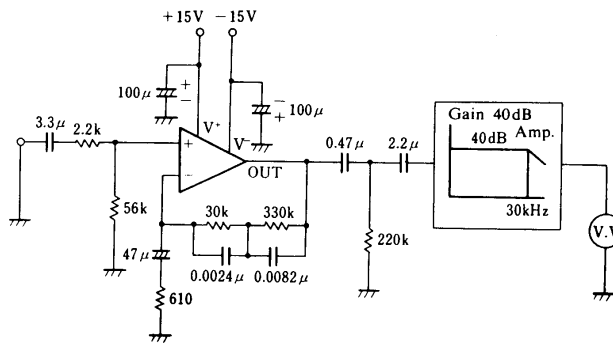 +15V -15V
100μ + -
- + 100μ
3.3μ 2.2k
V+ V-
+
-
OUT
56k
0.47μ 2.2μ
Gain 40dB
40dB Amp.
30kHz
V.V
30k 330k
220k
47μ
0.0024μ 0.0082μ
610